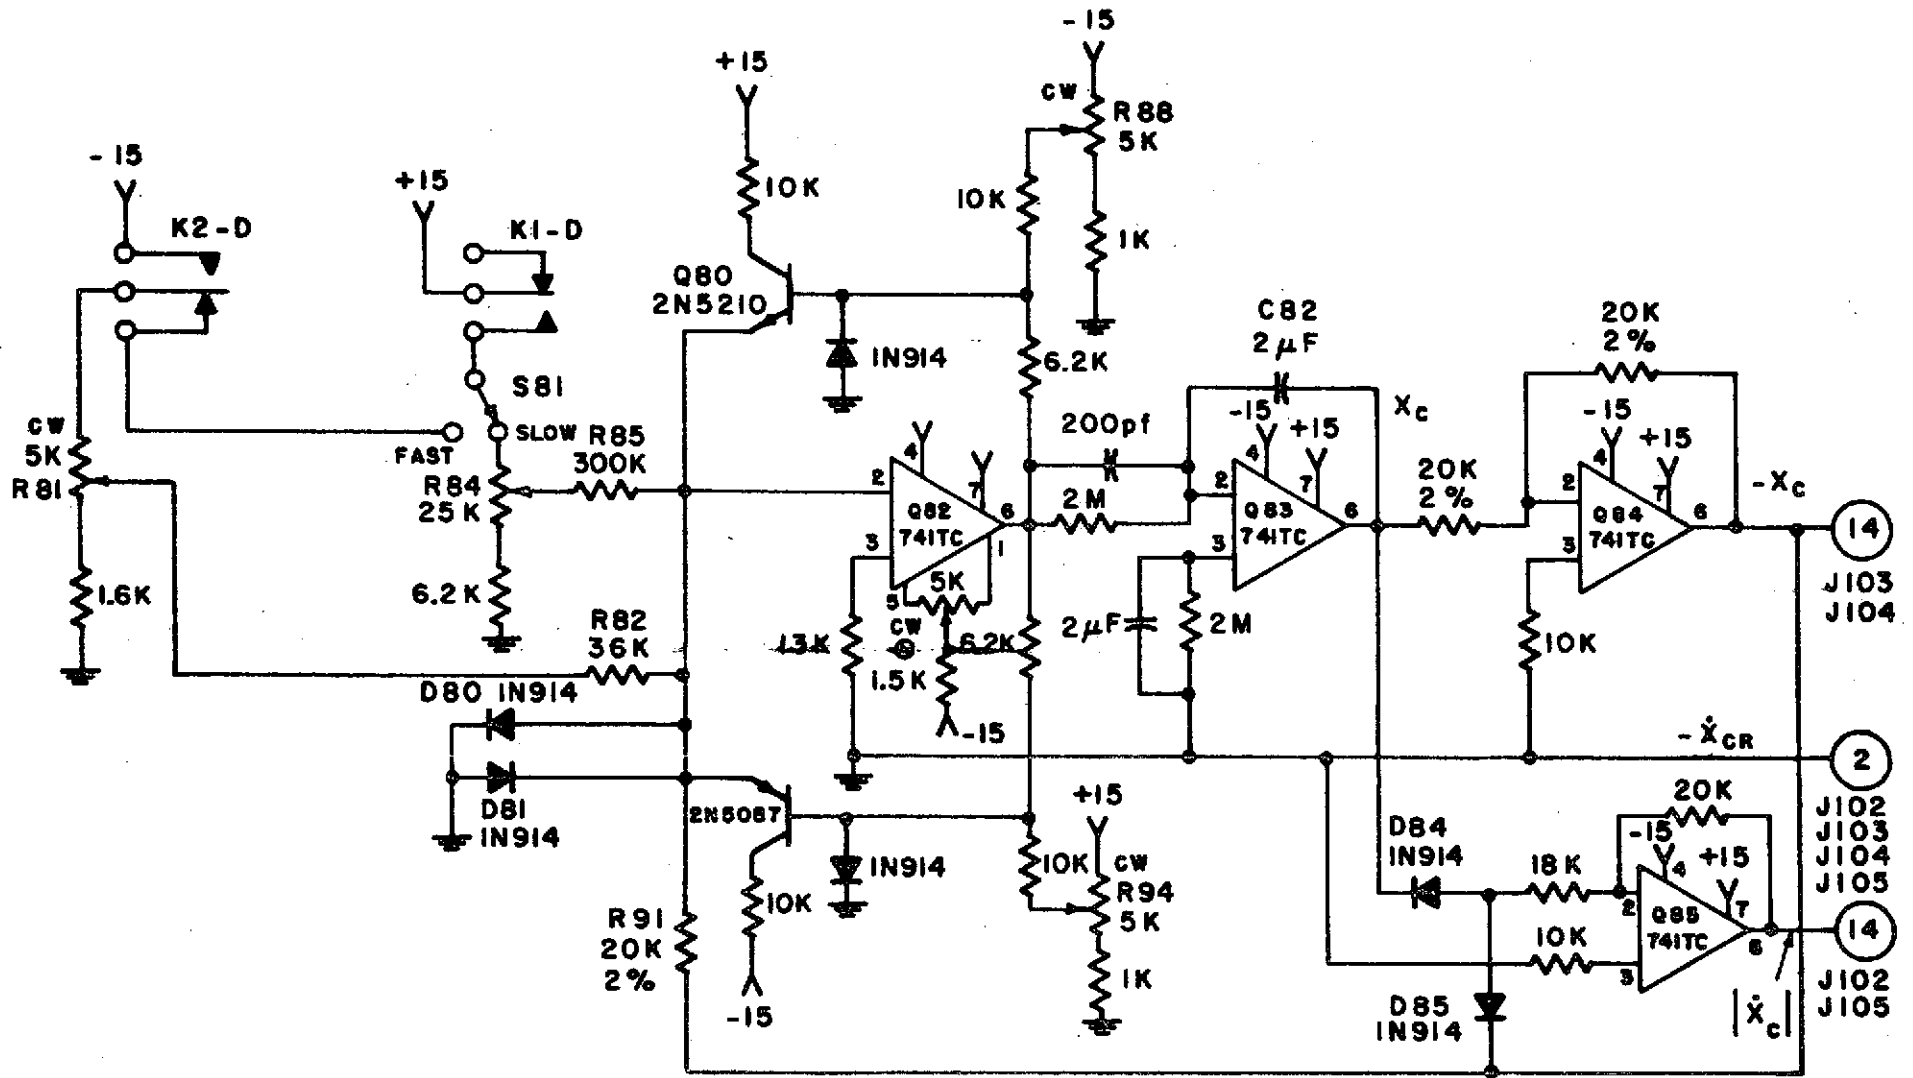 -15
+15
CW
R88
5K
-15
+15
10K
10K
K2-D
K1-D
1K
Q80
2N5210
C82
2μF
20K
2%
1N914
6.2K
S81
Xc
-15
+15
CW
5K
R81
FAST
SLOW
R85
300K
200pf
-15
+15
4
7
4
7
20K
2%
4
7
-Xc
R84
25K
2
2M
2
2
Q82
741TC
6
Q83
741TC
6
Q84
741TC
6
14
3
1
3
3
J103
J104
1.6K
6.2K
5K
5
R82
36K
13K
CW
6.2K
2μF
2M
10K
1.5K
D80 1N914
-15
-ẊCR
2
D81
1N914
2N5087
+15
20K
J102
J103
J104
J105
D84
1N914
-15
+15
1N914
10K
CW
R94
5K
18K
4
7
2
Q85
741TC
6
14
R91
20K
2%
10K
10K
3
1K
J102
J105
-15
D85
1N914
|Ẋc|